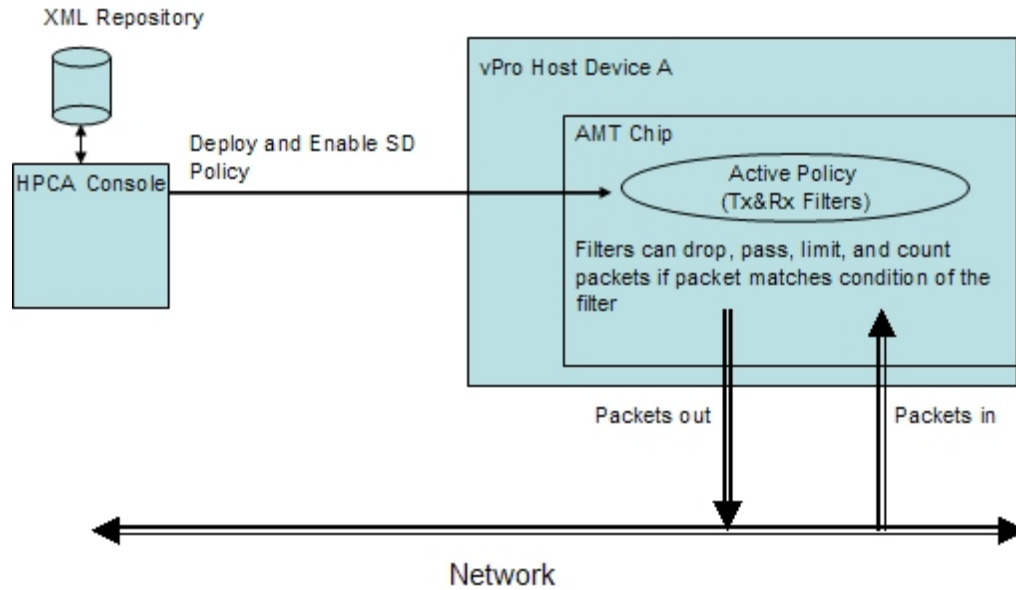 XML Repository
vPro Host Device A
AMT Chip
Deploy and Enable SD
Policy
HPCA Console
Active Policy
(Tx&Rx Filters)
Filters can drop, pass, limit, and count
packets if packet matches condition of the
filter
Packets out
Packets in
Network